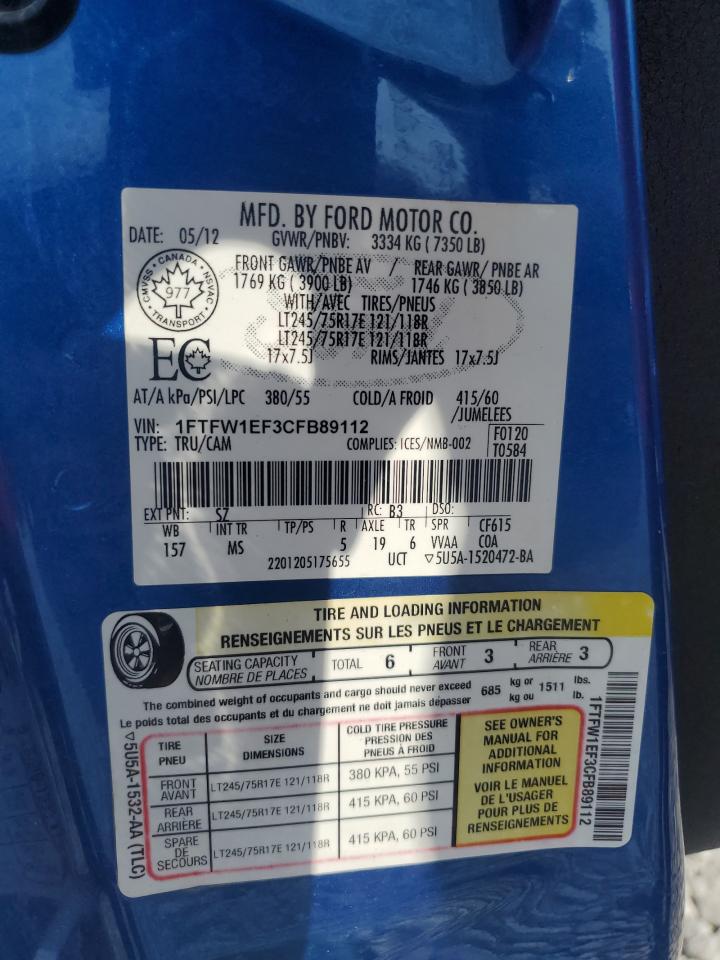 MFD. BY FORD MOTOR CO.
DATE: 05/12 GVWR/PNBV: 3334 KG ( 7350 LB)
FRONT GAWR/PNBE AV / REAR GAWR/ PNBE AR
1769 KG ( 3900 LB) 1746 KG ( 3850 LB)
WITH/AVEC TIRES/PNEUS
LT245/75R17E 121/118R
LT245/75R17E 121/118R
17x7.5J RIMS/JANTES 17x7.5J
CMVSS • CANADA • NSVAC
977
TRANSPORT
EC
AT/A kPa/PSI/LPC 380/55 COLD/A FROID 415/60
/JUMELEES
VIN: 1FTFW1EF3CFB89112
TYPE: TRU/CAM COMPLIES: ICES/NMB-002
F0120
T0584
EXT PNT: SZ RC: B3 DSO:
WB INT TR TP/PS R AXLE TR SPR CF615
157 MS 5 19 6 VVAA COA
2201205175655 UCT ▽5U5A-1520472-BA
TIRE AND LOADING INFORMATION
RENSEIGNEMENTS SUR LES PNEUS ET LE CHARGEMENT
SEATING CAPACITY
NOMBRE DE PLACES
TOTAL 6
FRONT
AVANT 3
REAR
ARRIÈRE 3
The combined weight of occupants and cargo should never exceed
Le poids total des occupants et du chargement ne doit jamais dépasser
685 kg or 1511 lbs.
kg ou lb.
TIRE
PNEU
SIZE
DIMENSIONS
COLD TIRE PRESSURE
PRESSION DES
PNEUS À FROID
FRONT
AVANT
LT245/75R17E 121/118R
380 KPA, 55 PSI
REAR
ARRIÈRE
LT245/75R17E 121/118R
415 KPA, 60 PSI
SPARE
DE
SECOURS
LT245/75R17E 121/118R
415 KPA, 60 PSI
SEE OWNER'S
MANUAL FOR
ADDITIONAL
INFORMATION
VOIR LE MANUEL
DE L'USAGER
POUR PLUS DE
RENSEIGNEMENTS
▽5U5A-1532-AA (TLC)
1FTFW1EF3CFB89112